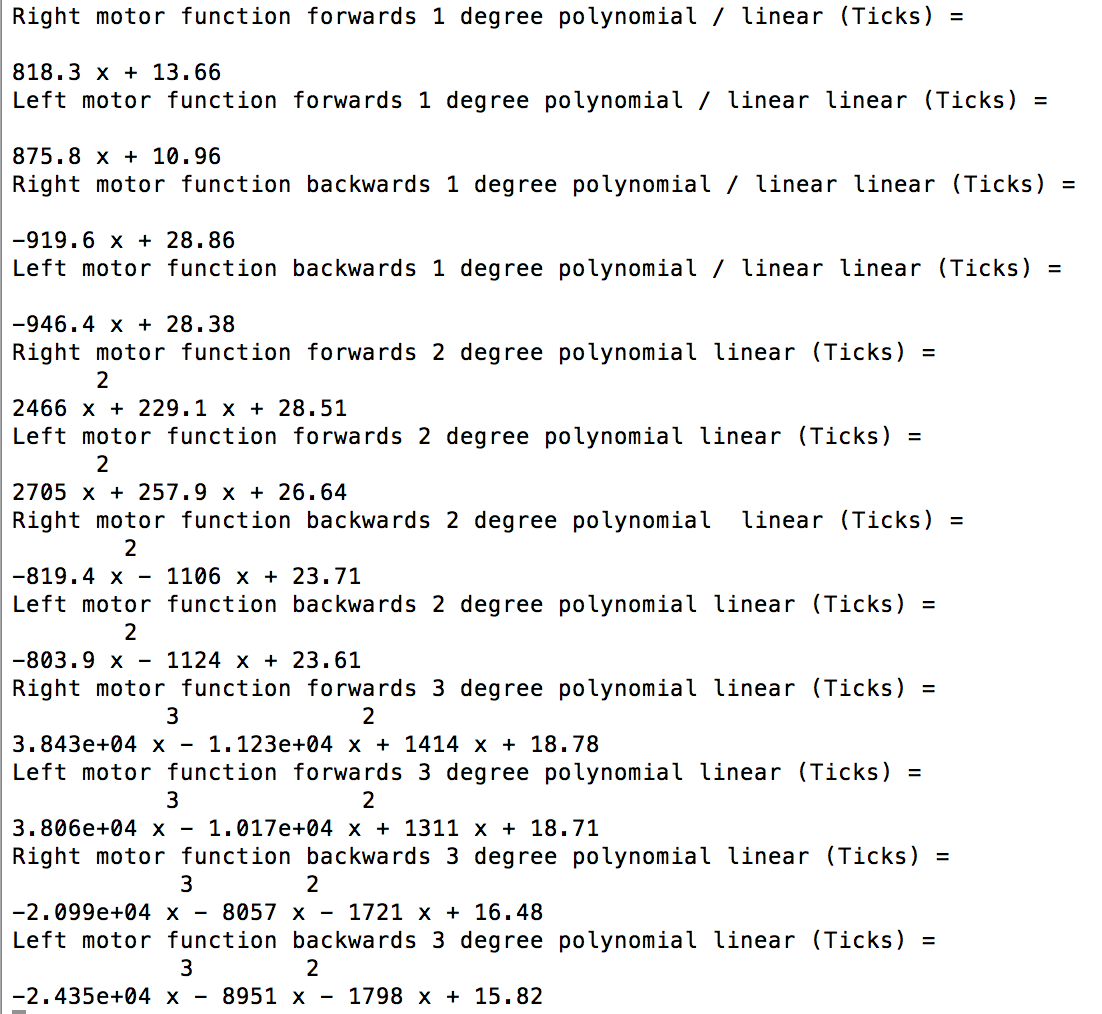 Right motor function forwards 1 degree polynomial / linear (Ticks) =
818.3 x + 13.66
Left motor function forwards 1 degree polynomial / linear linear (Ticks) =
875.8 x + 10.96
Right motor function backwards 1 degree polynomial / linear linear (Ticks) =
-919.6 x + 28.86
Left motor function backwards 1 degree polynomial / linear linear (Ticks) =
-946.4 x + 28.38
Right motor function forwards 2 degree polynomial linear (Ticks) =
      2
2466 x + 229.1 x + 28.51
Left motor function forwards 2 degree polynomial linear (Ticks) =
      2
2705 x + 257.9 x + 26.64
Right motor function backwards 2 degree polynomial  linear (Ticks) =
        2
-819.4 x - 1106 x + 23.71
Left motor function backwards 2 degree polynomial linear (Ticks) =
        2
-803.9 x - 1124 x + 23.61
Right motor function forwards 3 degree polynomial linear (Ticks) =
           3             2
3.843e+04 x - 1.123e+04 x + 1414 x + 18.78
Left motor function forwards 3 degree polynomial linear (Ticks) =
           3             2
3.806e+04 x - 1.017e+04 x + 1311 x + 18.71
Right motor function backwards 3 degree polynomial linear (Ticks) =
            3        2
-2.099e+04 x - 8057 x - 1721 x + 16.48
Left motor function backwards 3 degree polynomial linear (Ticks) =
            3        2
-2.435e+04 x - 8951 x - 1798 x + 15.82